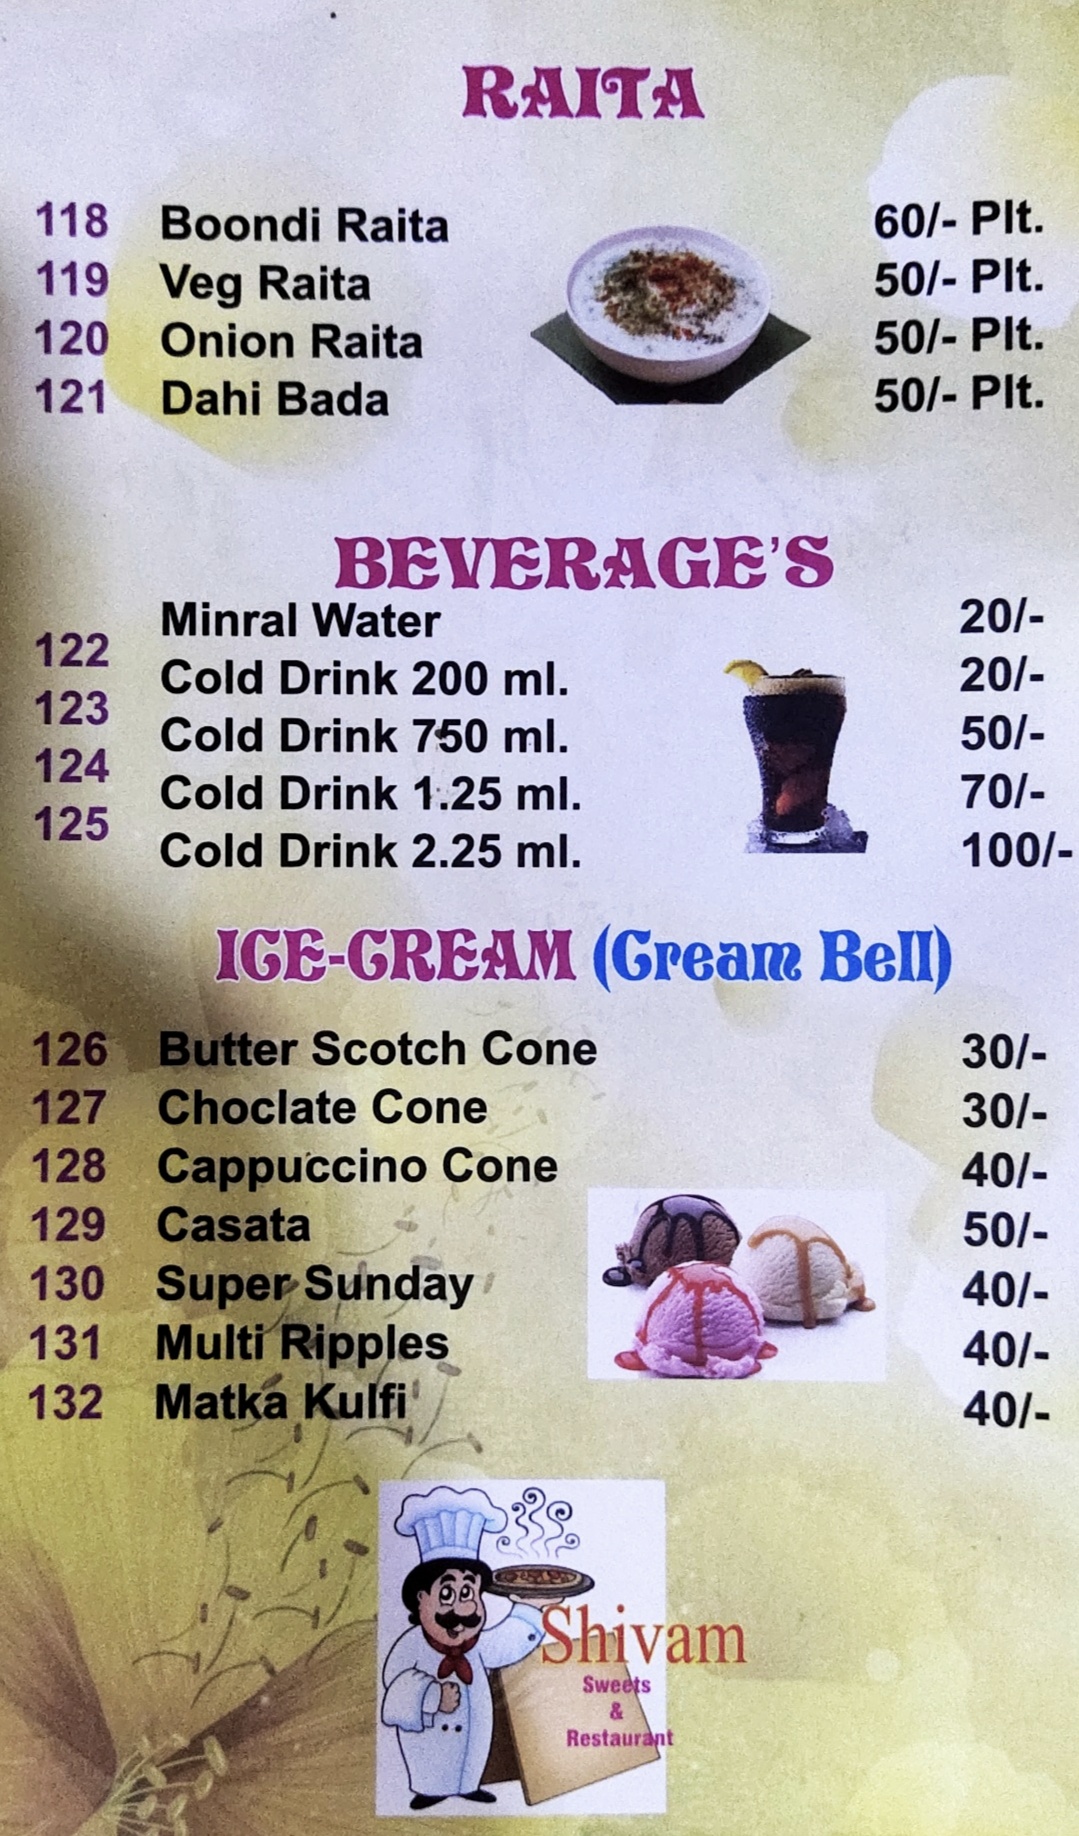 RAITA
118 Boondi Raita 60/- Plt.
119 Veg Raita 50/- Plt.
120 Onion Raita 50/- Plt.
121 Dahi Bada 50/- Plt.
BEVERAGE'S
Minral Water 20/-
122
Cold Drink 200 ml. 20/-
123
Cold Drink 750 ml. 50/-
124
Cold Drink 1.25 ml. 70/-
125
Cold Drink 2.25 ml. 100/-
ICE-CREAM (Cream Bell)
126 Butter Scotch Cone 30/-
127 Choclate Cone 30/-
128 Cappuccino Cone 40/-
129 Casata 50/-
130 Super Sunday 40/-
131 Multi Ripples 40/-
132 Matka Kulfi 40/-
Shivam
Sweets
&
Restaurant